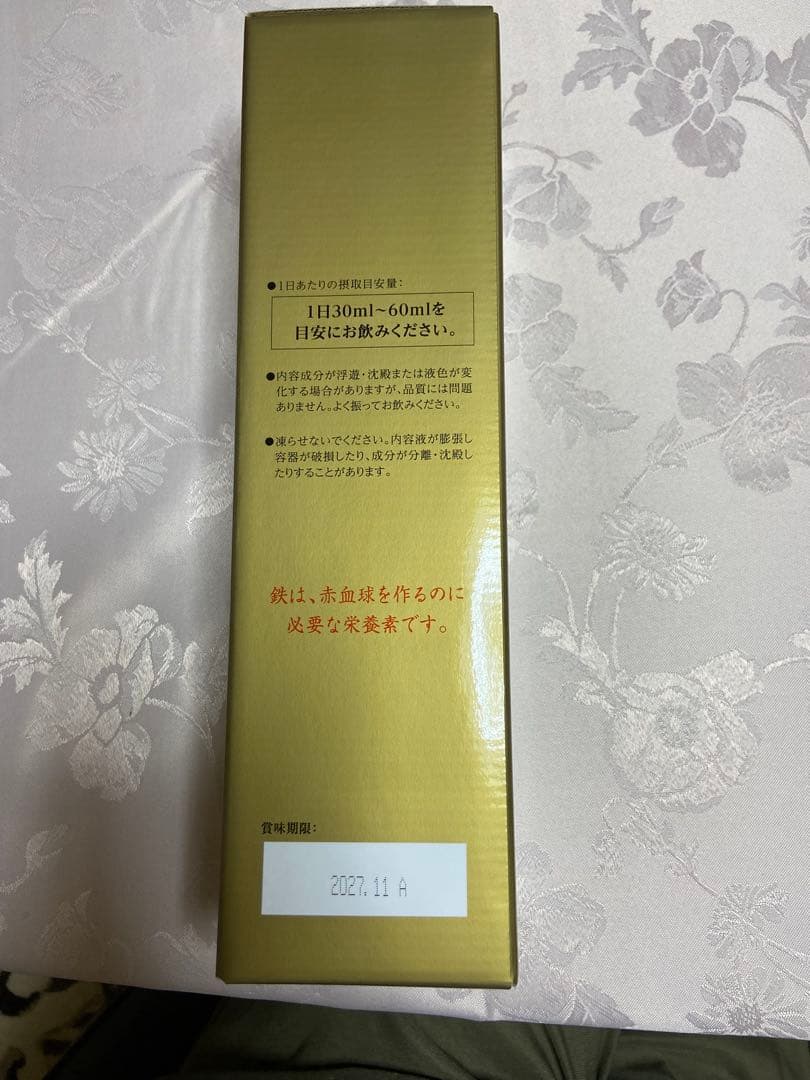 ●1日あたりの摂取目安量:
1日30ml~60mlを
目安にお飲みください。
●内容成分が浮遊・沈殿または液色が変
化する場合がありますが、品質には問題
ありません。よく振ってお飲みください。
●凍らせないでください。内容液が膨張し
容器が破損したり、成分が分離・沈殿し
たりすることがあります。
鉄は、赤血球を作るのに
必要な栄養素です。
賞味期限:
2027.11 A